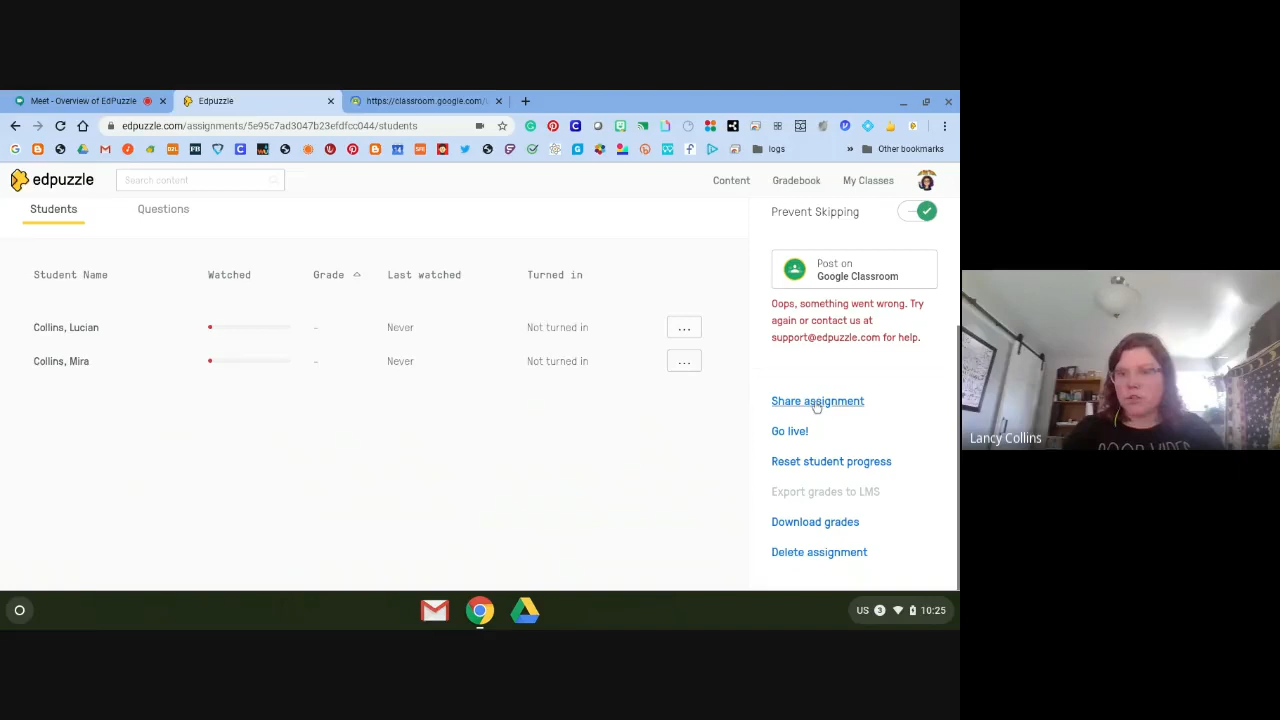 Meet - Overview of EdPuzzle
Edpuzzle
https://classroom.google.com/
edpuzzle.com/assignments/5e95c7ad3047b23efdfcc044/students
logs
Other bookmarks
edpuzzle
Search content
Content
Gradebook
My Classes
Students
Questions
Prevent Skipping
Student Name
Watched
Grade
Last watched
Turned in
Collins, Lucian
–
Never
Not turned in
...
Collins, Mira
–
Never
Not turned in
...
Post on
Google Classroom
Oops, something went wrong. Try
again or contact us at
support@edpuzzle.com for help.
Share assignment
Go live!
Reset student progress
Export grades to LMS
Download grades
Delete assignment
US
3
10:25
Lancy Collins